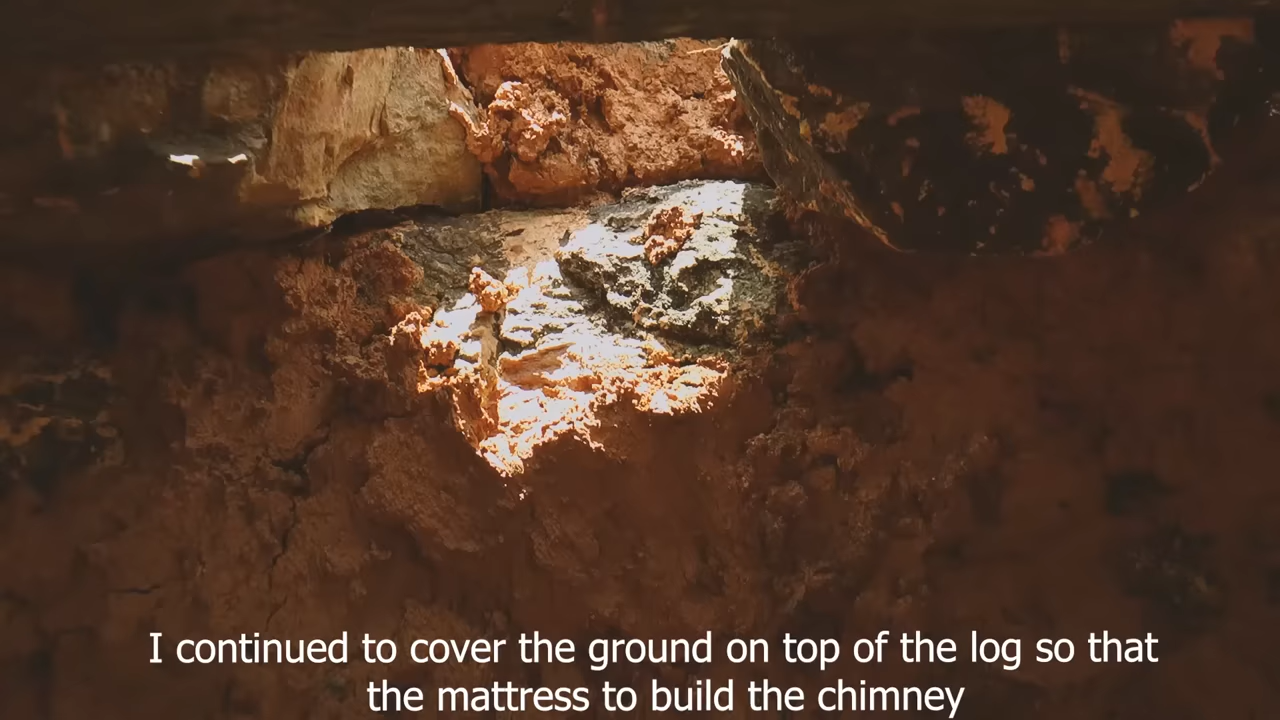 I continued to cover the ground on top of the log so that
the mattress to build the chimney